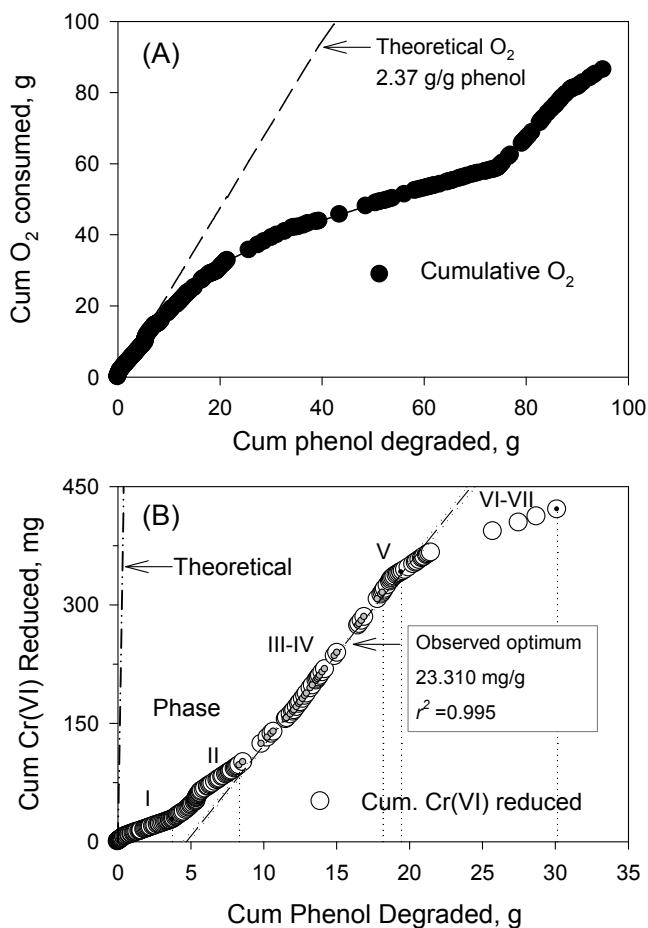 (A)
Theoretical O₂
2.37 g/g phenol
Cumulative O₂
100
80
60
40
20
0
Cum O₂ consumed, g
0 20 40 60 80 100
Cum phenol degraded, g
(B)
VI-VII
Theoretical
V
III-IV
Observed optimum
23.310 mg/g
r² =0.995
Phase
II
I
Cum. Cr(VI) reduced
450
300
150
0
Cum Cr(VI) Reduced, mg
0 5 10 15 20 25 30 35
Cum Phenol Degraded, g